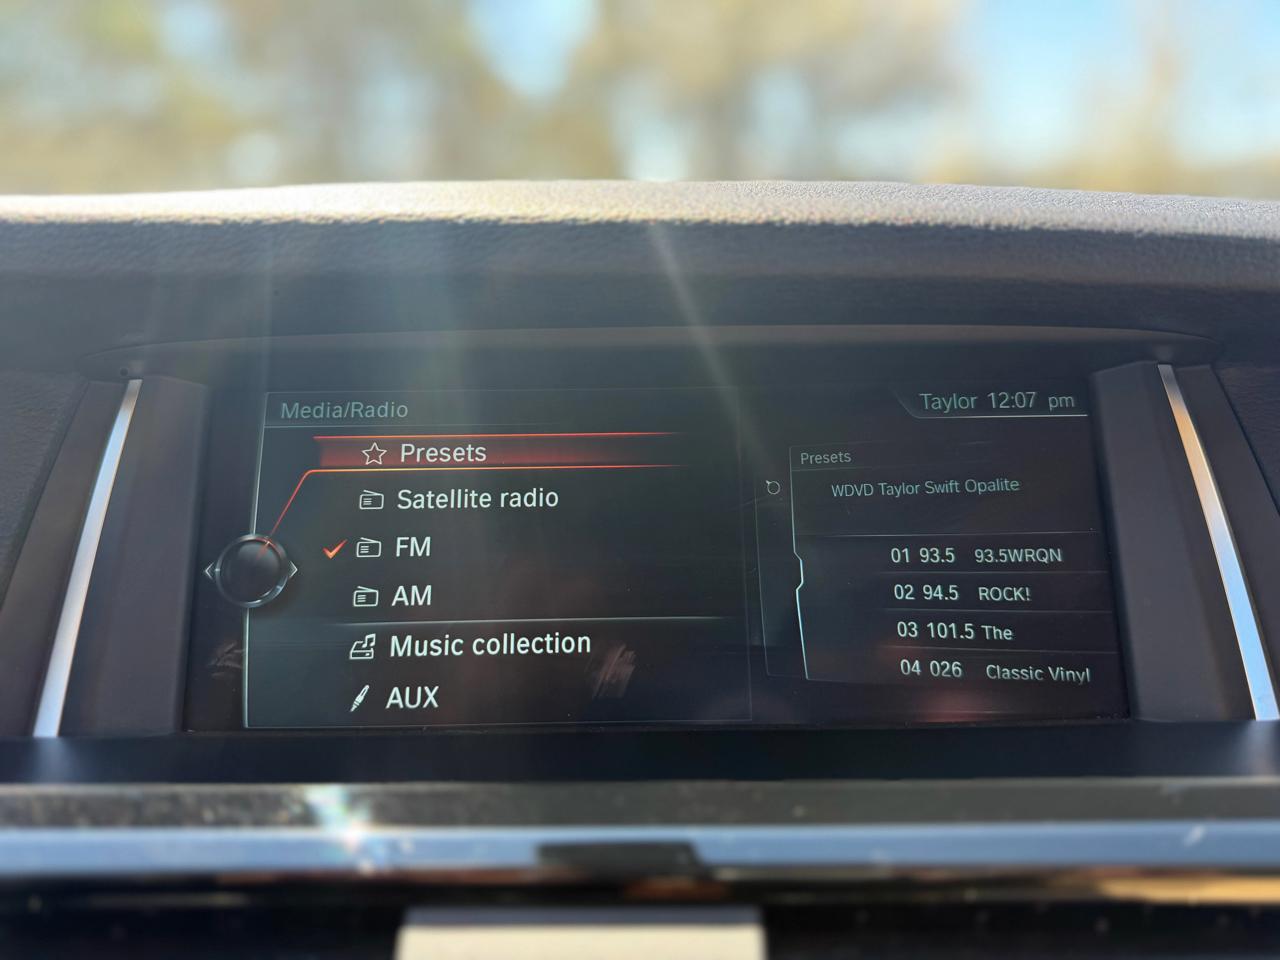 Media/Radio
Taylor 12:07 pm
Presets
Satellite radio
FM
AM
Music collection
AUX
Presets
WDVD Taylor Swift Opalite
01 93.5 93.5WRQN
02 94.5 ROCK!
03 101.5 The
04 026 Classic Vinyl